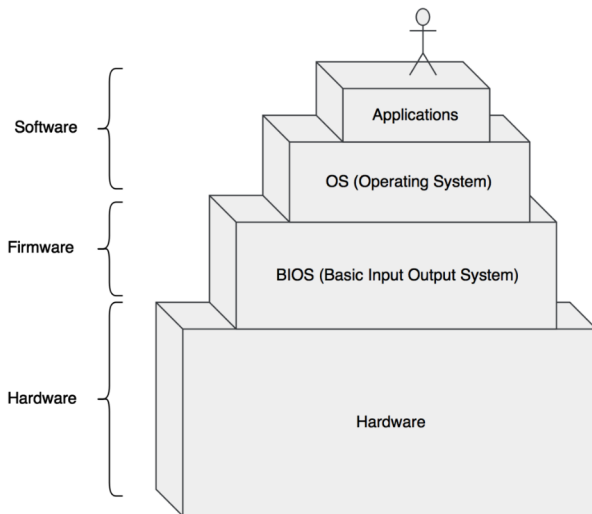 Software
Applications
OS (Operating System)
Firmware
BIOS (Basic Input Output System)
Hardware
Hardware